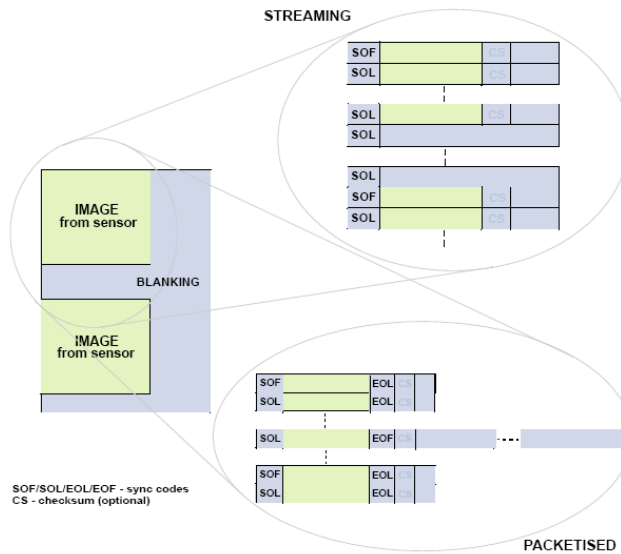 STREAMING
SOF CS
SOL CS
SOL CS
SOL
SOL
SOF CS
SOL CS
IMAGE
from sensor
BLANKING
IMAGE
from sensor
SOF EOL CS
SOL EOL CS
SOL EOF CS
SOF EOL CS
SOL EOL CS
SOF/SOL/EOL/EOF - sync codes
CS - checksum (optional)
PACKETISED